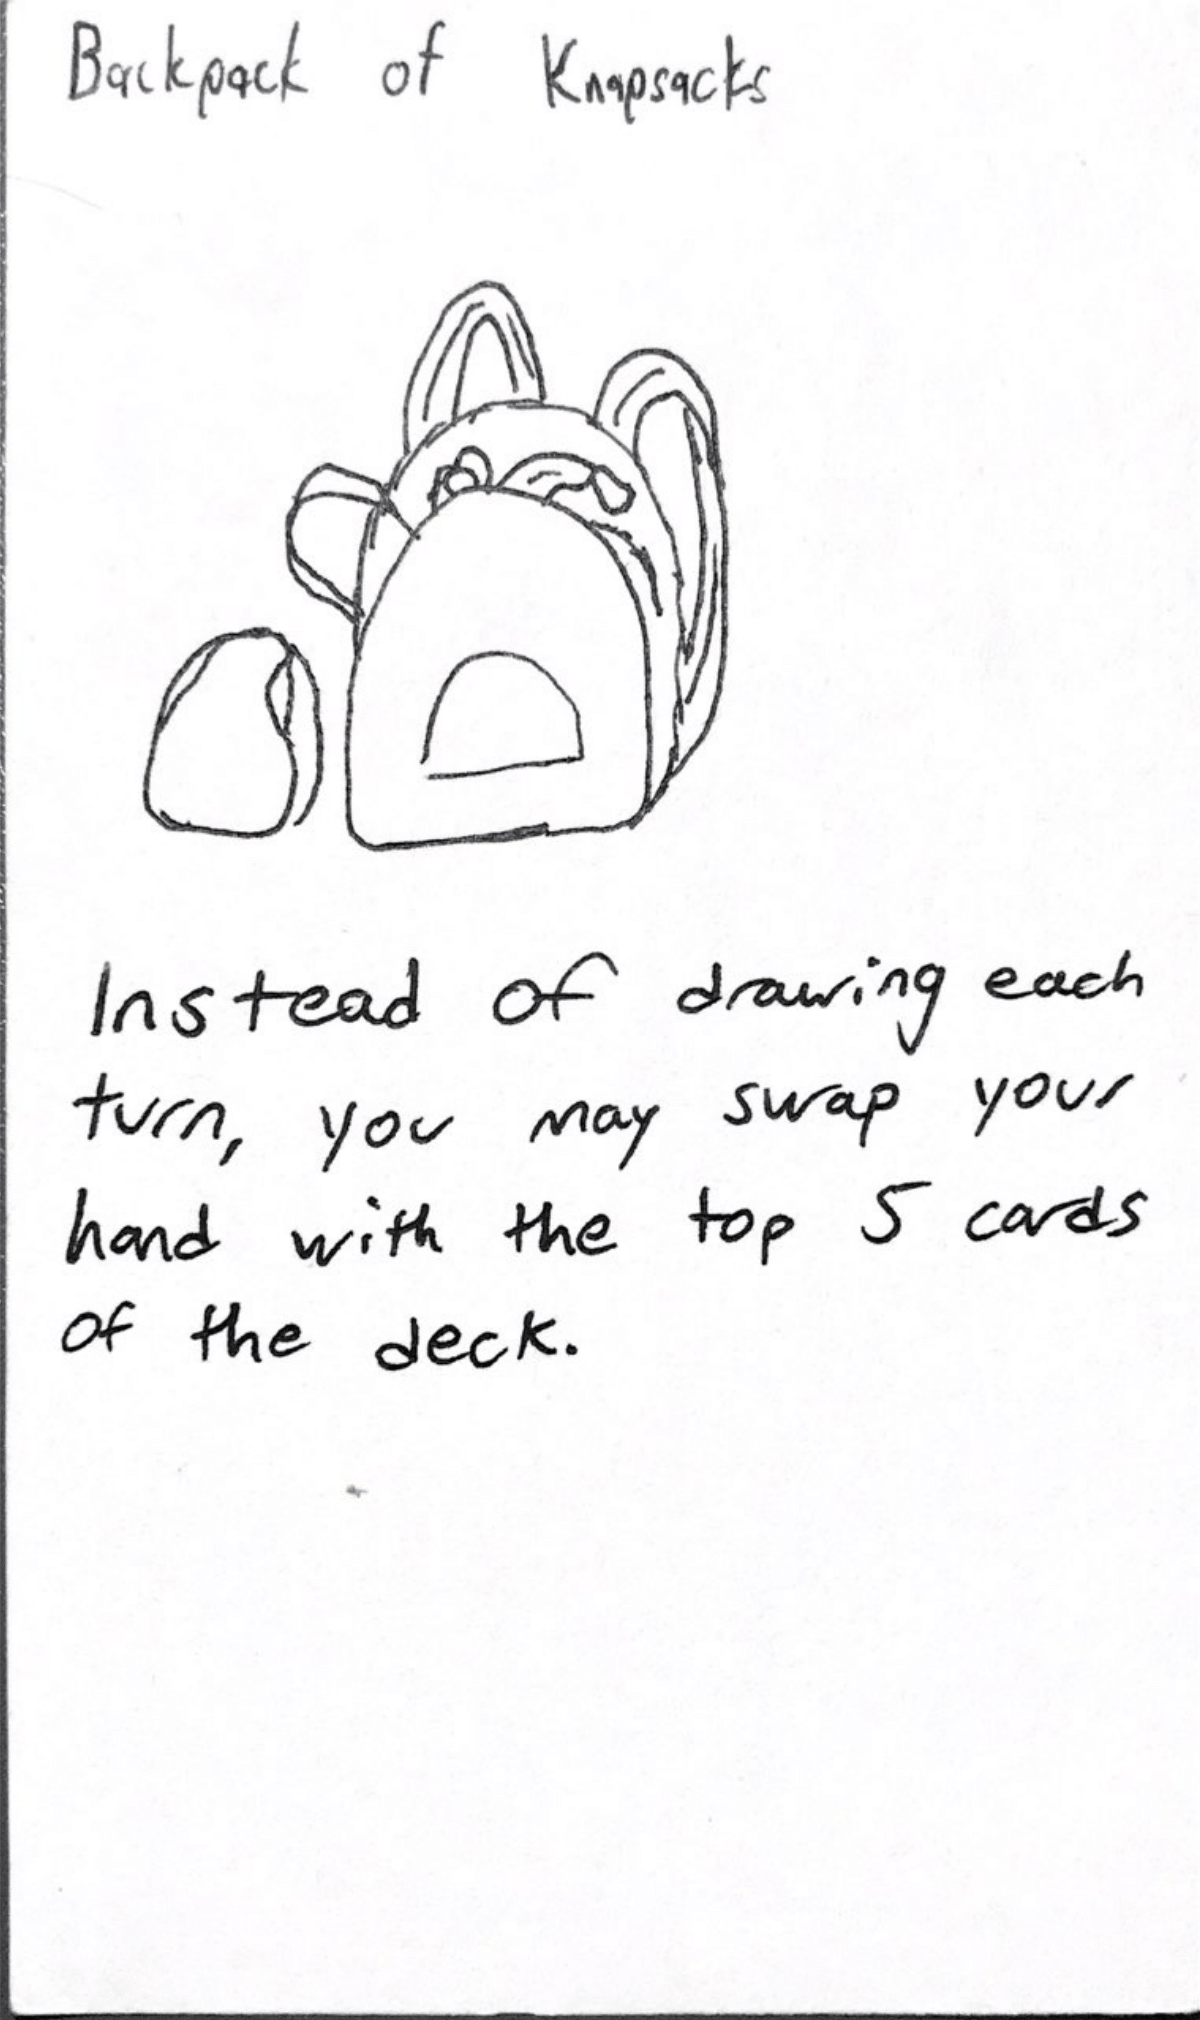 Backpack of Knapsacks
Instead of drawing each
turn, you may swap your
hand with the top 5 cards
of the deck.